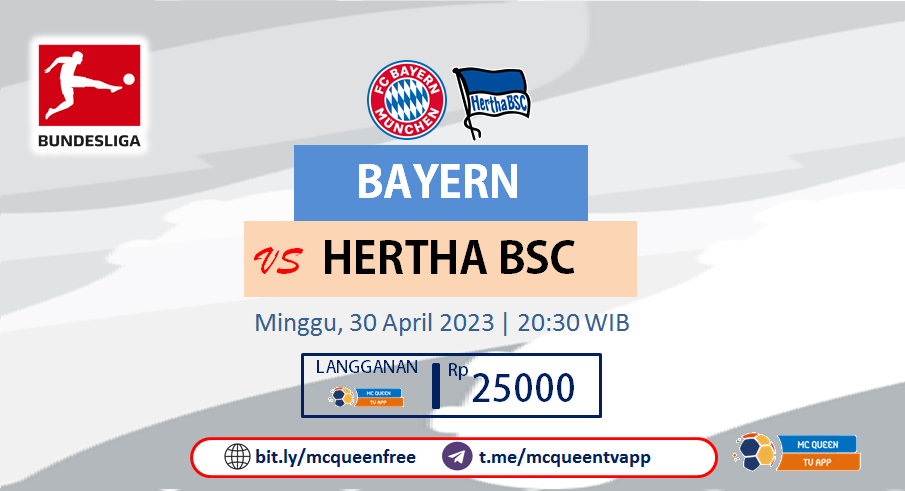 BUNDESLIGA
FC BAYERN
MÜNCHEN
Hertha BSC
BAYERN
VS HERTHA BSC
Minggu, 30 April 2023 | 20:30 WIB
LANGGANAN
MC QUEEN
TV APP
Rp 25000
bit.ly/mcqueenfree
t.me/mcqueentvapp
MC QUEEN
TV APP